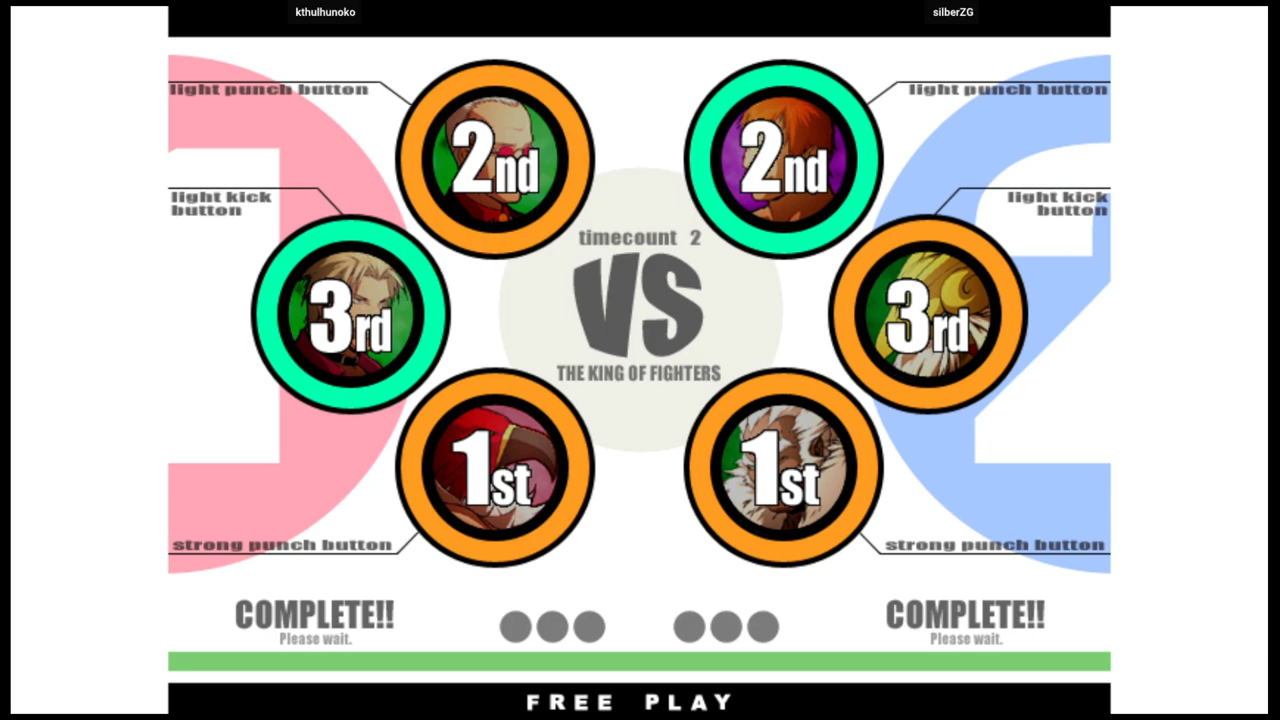 kthulhunoko
silberZG
light punch button
light punch button
2nd
2nd
light kick
button
light kick
button
timecount 2
VS
3rd
3rd
THE KING OF FIGHTERS
1st
1st
strong punch button
strong punch button
COMPLETE!!
COMPLETE!!
Please wait.
Please wait.
FREE PLAY